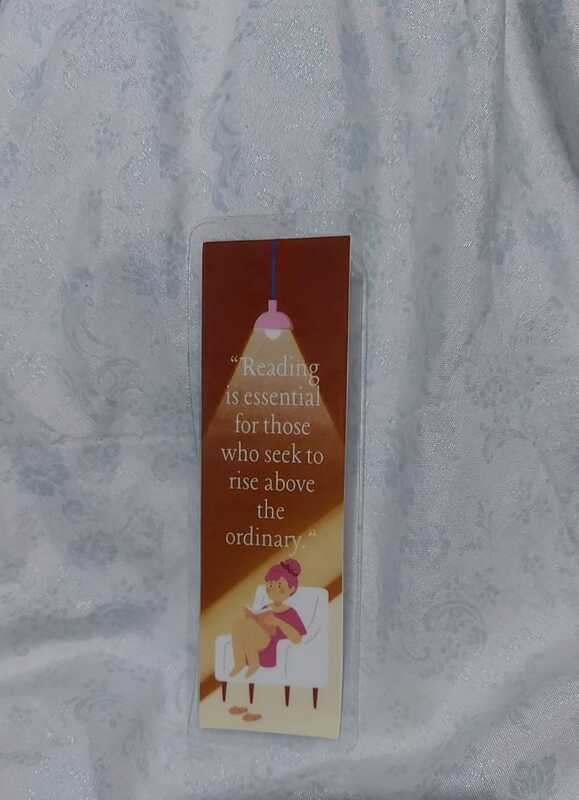 “Reading
is essential
for those
who seek to
rise above
the
ordinary.“